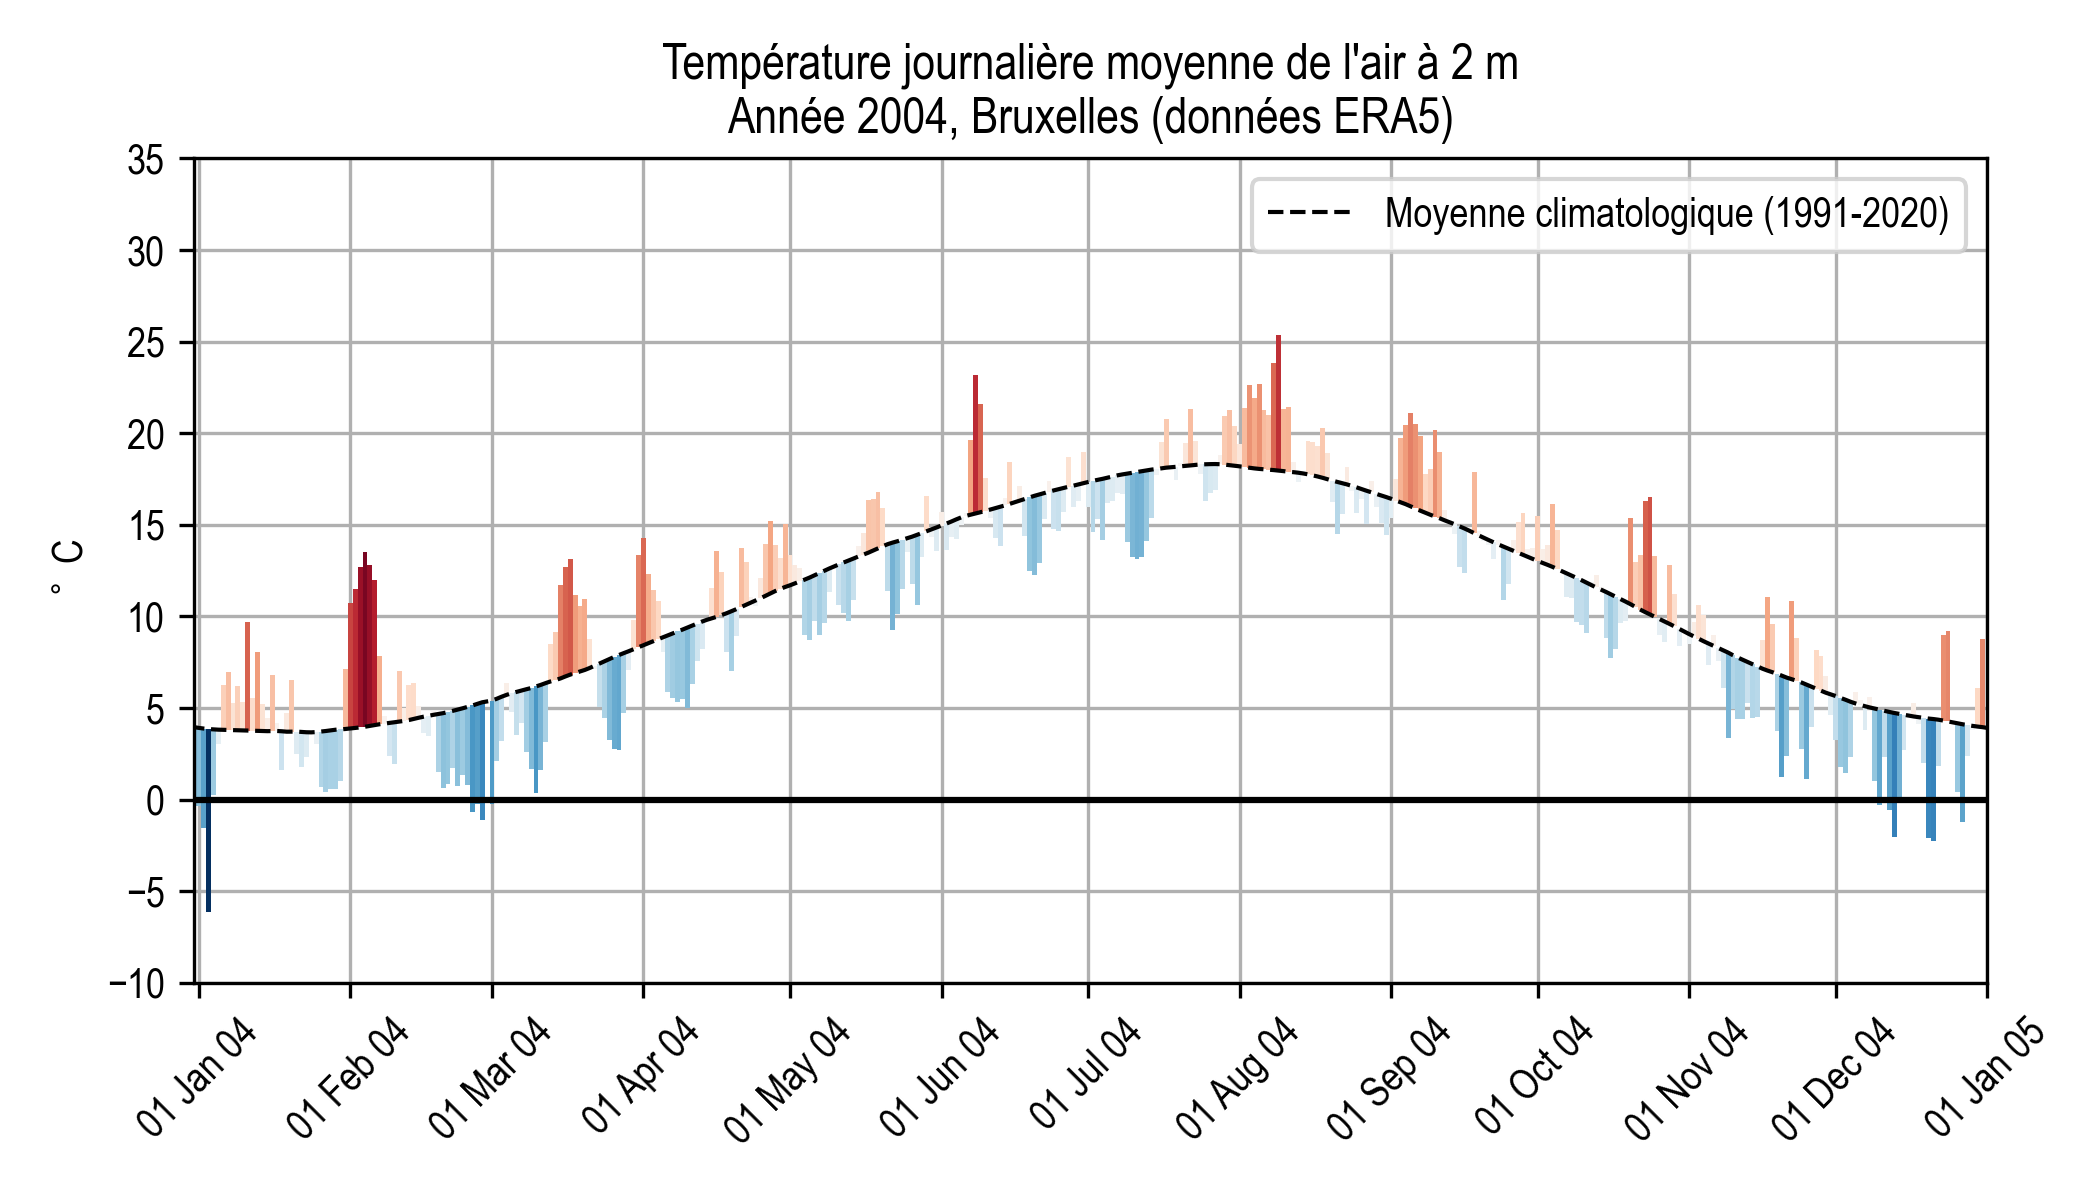 Température journalière moyenne de l'air à 2 m
Année 2004, Bruxelles (données ERA5)
Moyenne climatologique (1991-2020)
35
30
25
20
15
10
5
0
−5
−10
° C
01 Jan 04
01 Feb 04
01 Mar 04
01 Apr 04
01 May 04
01 Jun 04
01 Jul 04
01 Aug 04
01 Sep 04
01 Oct 04
01 Nov 04
01 Dec 04
01 Jan 05